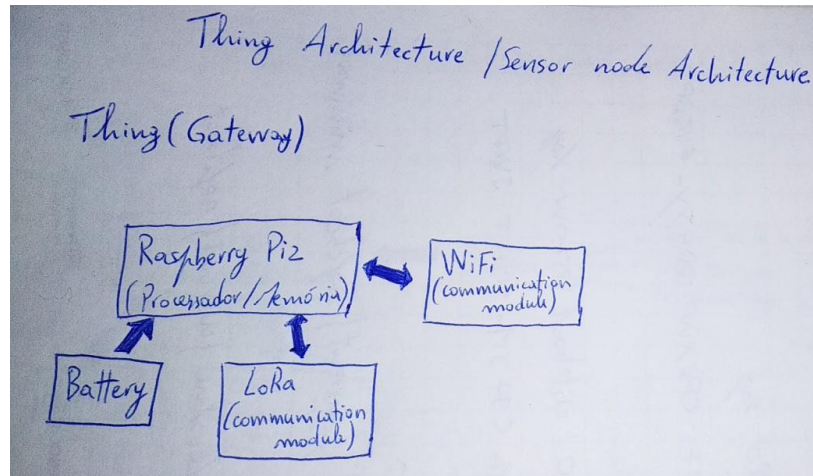 Thing Architecture / Sensor node Architecture
Thing (Gateway)
Raspberry Pi2
(Processador/Memória)
WiFi
(communication
module)
Battery
LoRa
(communication
module)